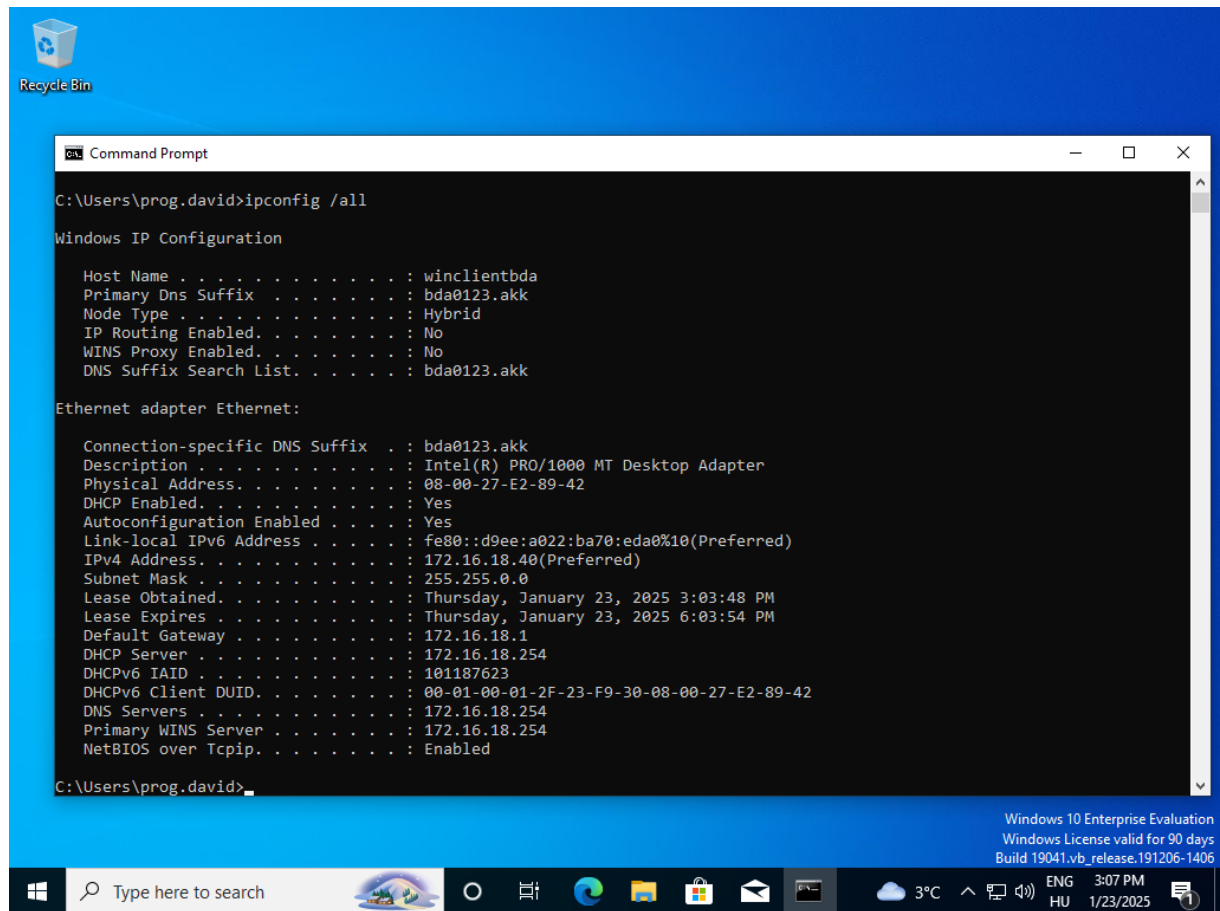 Recycle Bin
Command Prompt
C:\Users\prog.david>ipconfig /all
Windows IP Configuration
Host Name . . . . . . . . . . . . : winclientbda
Primary Dns Suffix  . . . . . . . : bda0123.akk
Node Type . . . . . . . . . . . . : Hybrid
IP Routing Enabled. . . . . . . . : No
WINS Proxy Enabled. . . . . . . . : No
DNS Suffix Search List. . . . . . : bda0123.akk
Ethernet adapter Ethernet:
Connection-specific DNS Suffix  . : bda0123.akk
Description . . . . . . . . . . . : Intel(R) PRO/1000 MT Desktop Adapter
Physical Address. . . . . . . . . : 08-00-27-E2-89-42
DHCP Enabled. . . . . . . . . . . : Yes
Autoconfiguration Enabled . . . . : Yes
Link-local IPv6 Address . . . . . : fe80::d9ee:a022:ba70:eda0%10(Preferred)
IPv4 Address. . . . . . . . . . . : 172.16.18.40(Preferred)
Subnet Mask . . . . . . . . . . . : 255.255.0.0
Lease Obtained. . . . . . . . . . : Thursday, January 23, 2025 3:03:48 PM
Lease Expires . . . . . . . . . . : Thursday, January 23, 2025 6:03:54 PM
Default Gateway . . . . . . . . . : 172.16.18.1
DHCP Server . . . . . . . . . . . : 172.16.18.254
DHCPv6 IAID . . . . . . . . . . . : 101187623
DHCPv6 Client DUID. . . . . . . . : 00-01-00-01-2F-23-F9-30-08-00-27-E2-89-42
DNS Servers . . . . . . . . . . . : 172.16.18.254
Primary WINS Server . . . . . . . : 172.16.18.254
NetBIOS over Tcpip. . . . . . . . : Enabled
C:\Users\prog.david>
Windows 10 Enterprise Evaluation
Windows License valid for 90 days
Build 19041.vb_release.191206-1406
Type here to search
3°C
ENG
HU
3:07 PM
1/23/2025
1